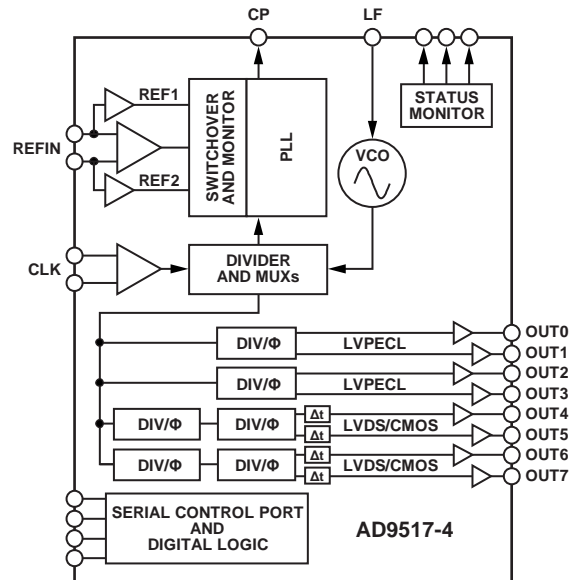 CP
LF
REF1
REFIN
REF2
SWITCHOVER
AND MONITOR
PLL
VCO
STATUS
MONITOR
CLK
DIVIDER
AND MUXs
DIV/Φ
LVPECL
OUT0
OUT1
DIV/Φ
LVPECL
OUT2
OUT3
DIV/Φ
DIV/Φ
Δt
Δt
LVDS/CMOS
OUT4
OUT5
DIV/Φ
DIV/Φ
Δt
Δt
LVDS/CMOS
OUT6
OUT7
SERIAL CONTROL PORT
AND
DIGITAL LOGIC
AD9517-4